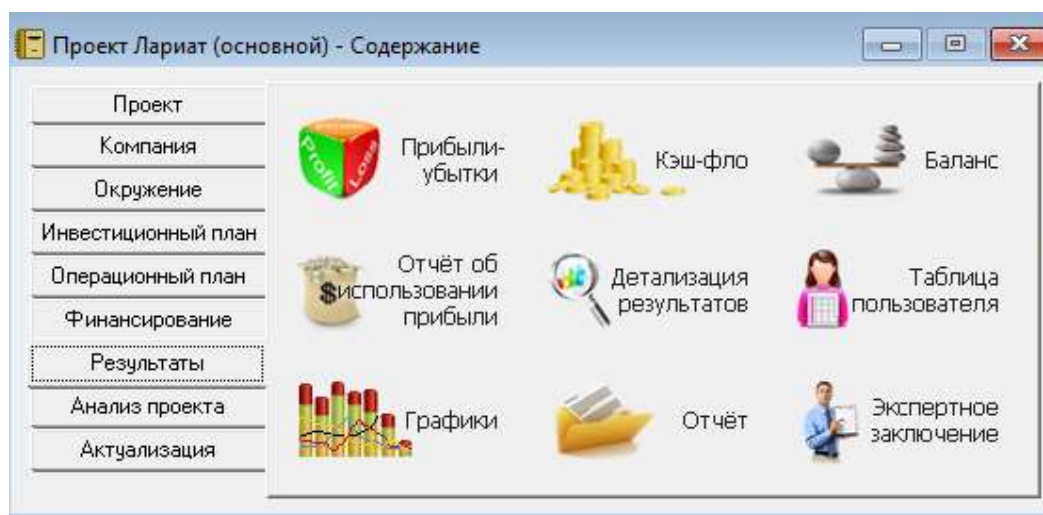 Проект Лариат (основной) - Содержание
Проект
Компания
Окружение
Инвестиционный план
Операционный план
Финансирование
Результаты
Анализ проекта
Актуализация
Profit
Loss
Прибыли-
убытки
Кэш-фло
Баланс
$
Отчёт об
использовании
прибыли
Детализация
результатов
Таблица
пользователя
Графики
Отчёт
Экспертное
заключение